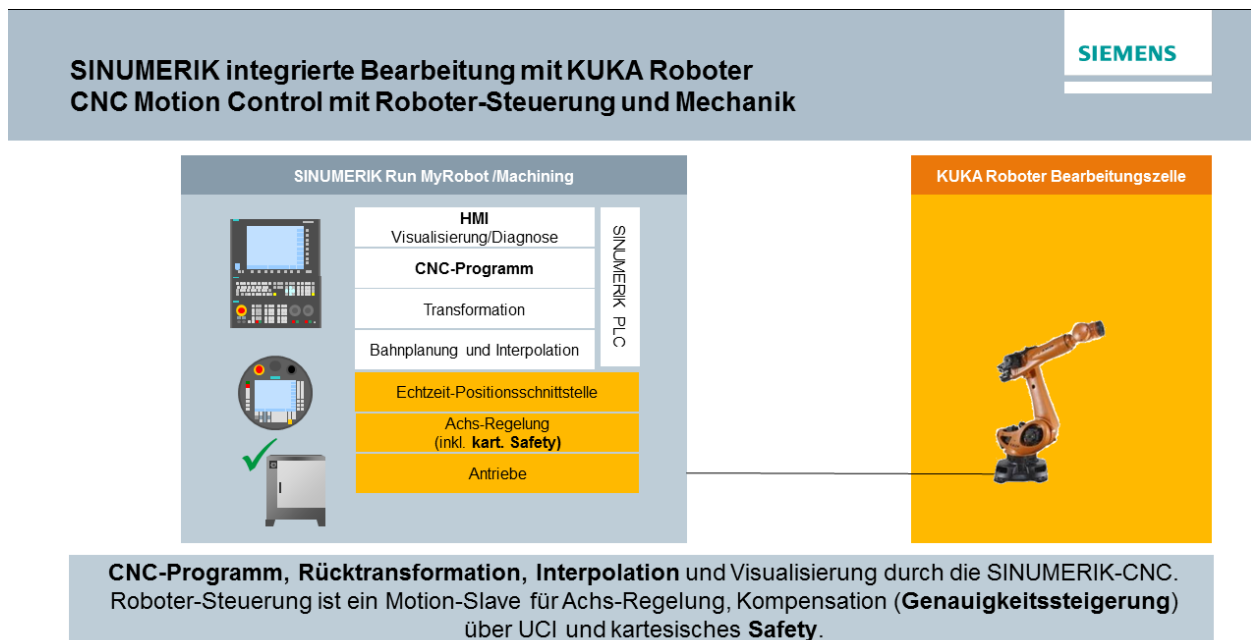 SINUMERIK integrierte Bearbeitung mit KUKA Roboter
CNC Motion Control mit Roboter-Steuerung und Mechanik
SIEMENS
SINUMERIK Run MyRobot /Machining
HMI
Visualisierung/Diagnose
CNC-Programm
Transformation
Bahnplanung und Interpolation
SINUMERIK PLC
Echtzeit-Positionsschnittstelle
Achs-Regelung
(inkl. kart. Safety)
Antriebe
KUKA Roboter Bearbeitungszelle
CNC-Programm, Rücktransformation, Interpolation und Visualisierung durch die SINUMERIK-CNC.
Roboter-Steuerung ist ein Motion-Slave für Achs-Regelung, Kompensation (Genauigkeitssteigerung)
über UCI und kartesisches Safety.